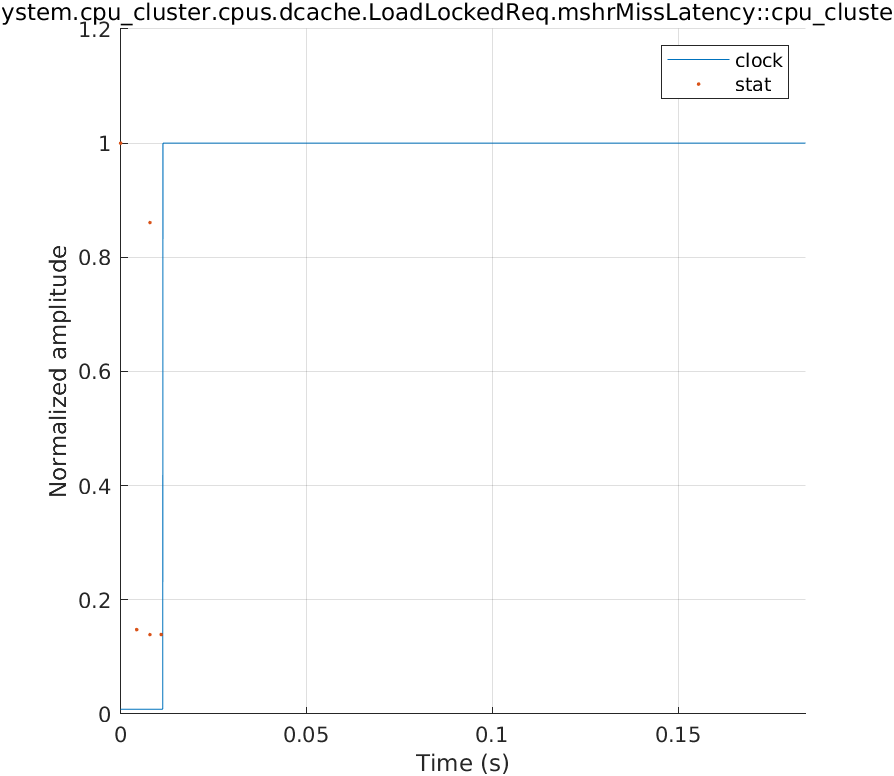 ystem.cpu_cluster.cpus.dcache.LoadLockedReq.mshrMissLatency::cpu_cluste
1.2
clock
stat
1
0.8
0.6
0.4
0.2
0
Normalized amplitude
0
0.05
0.1
0.15
Time (s)